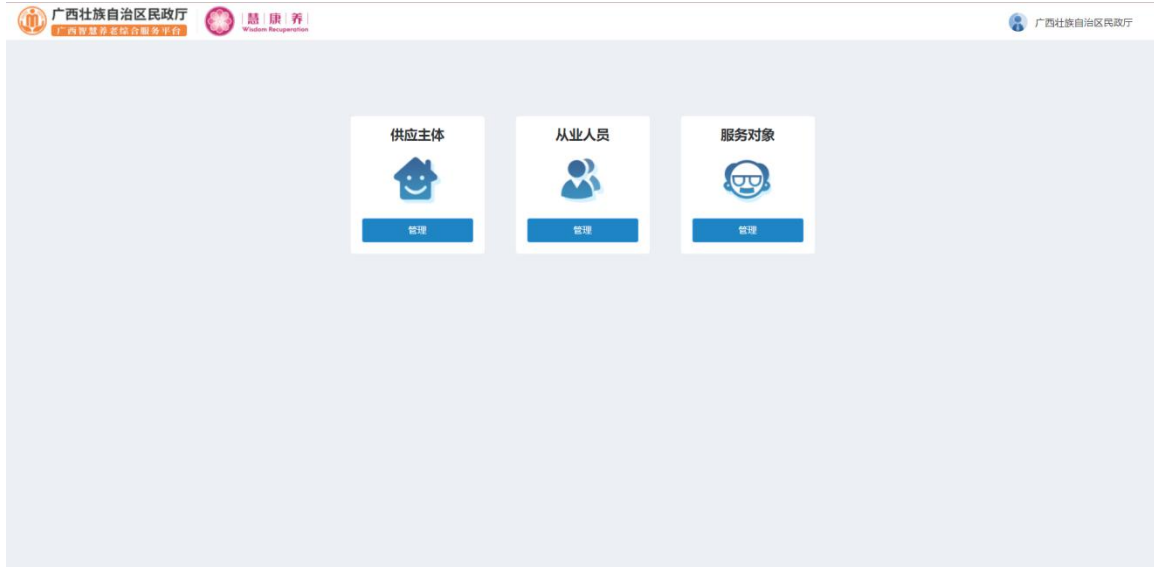 广西壮族自治区民政厅
广西智慧养老综合服务平台
慧康养
Wisdom Recuperation
广西壮族自治区民政厅
供应主体
从业人员
服务对象
管理
管理
管理